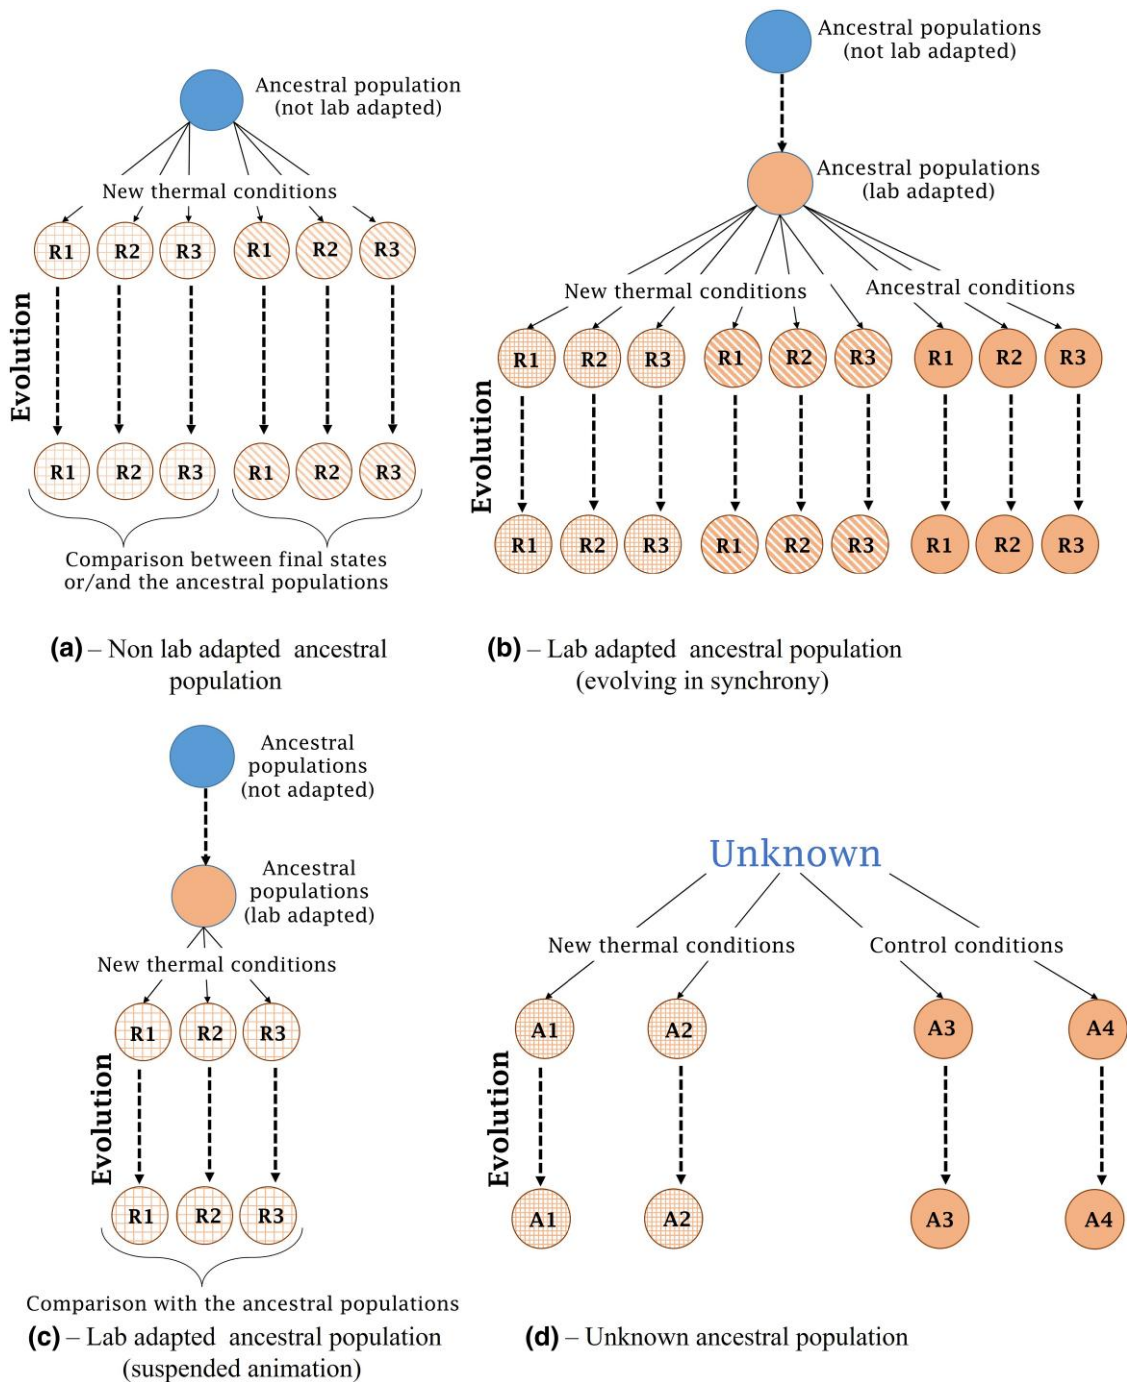 Ancestral population
(not lab adapted)
New thermal conditions
R1 R2 R3 R1 R2 R3
Evolution
R1 R2 R3 R1 R2 R3
Comparison between final states
or/and the ancestral populations
(a) – Non lab adapted ancestral
population
Ancestral populations
(not lab adapted)
Ancestral populations
(lab adapted)
New thermal conditions Ancestral conditions
R1 R2 R3 R1 R2 R3 R1 R2 R3
Evolution
R1 R2 R3 R1 R2 R3 R1 R2 R3
(b) – Lab adapted ancestral population
(evolving in synchrony)
Ancestral
populations
(not adapted)
Ancestral
populations
(lab adapted)
New thermal conditions
R1 R2 R3
Evolution
R1 R2 R3
Comparison with the ancestral populations
(c) – Lab adapted ancestral population
(suspended animation)
Unknown
New thermal conditions Control conditions
A1 A2 A3 A4
Evolution
A1 A2 A3 A4
(d) – Unknown ancestral population